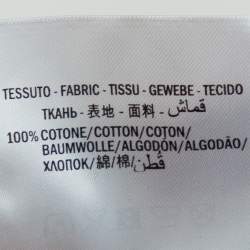 TESSUTO - FABRIC - TISSU - GEWEBE - TECIDO
ТКАНЬ - 表地 - 面料 - قماش
100% COTONE/COTTON/COTON/
BAUMWOLLE/ALGODÓN/ALGODÃO/
ХЛОПОК/綿/棉/قطن